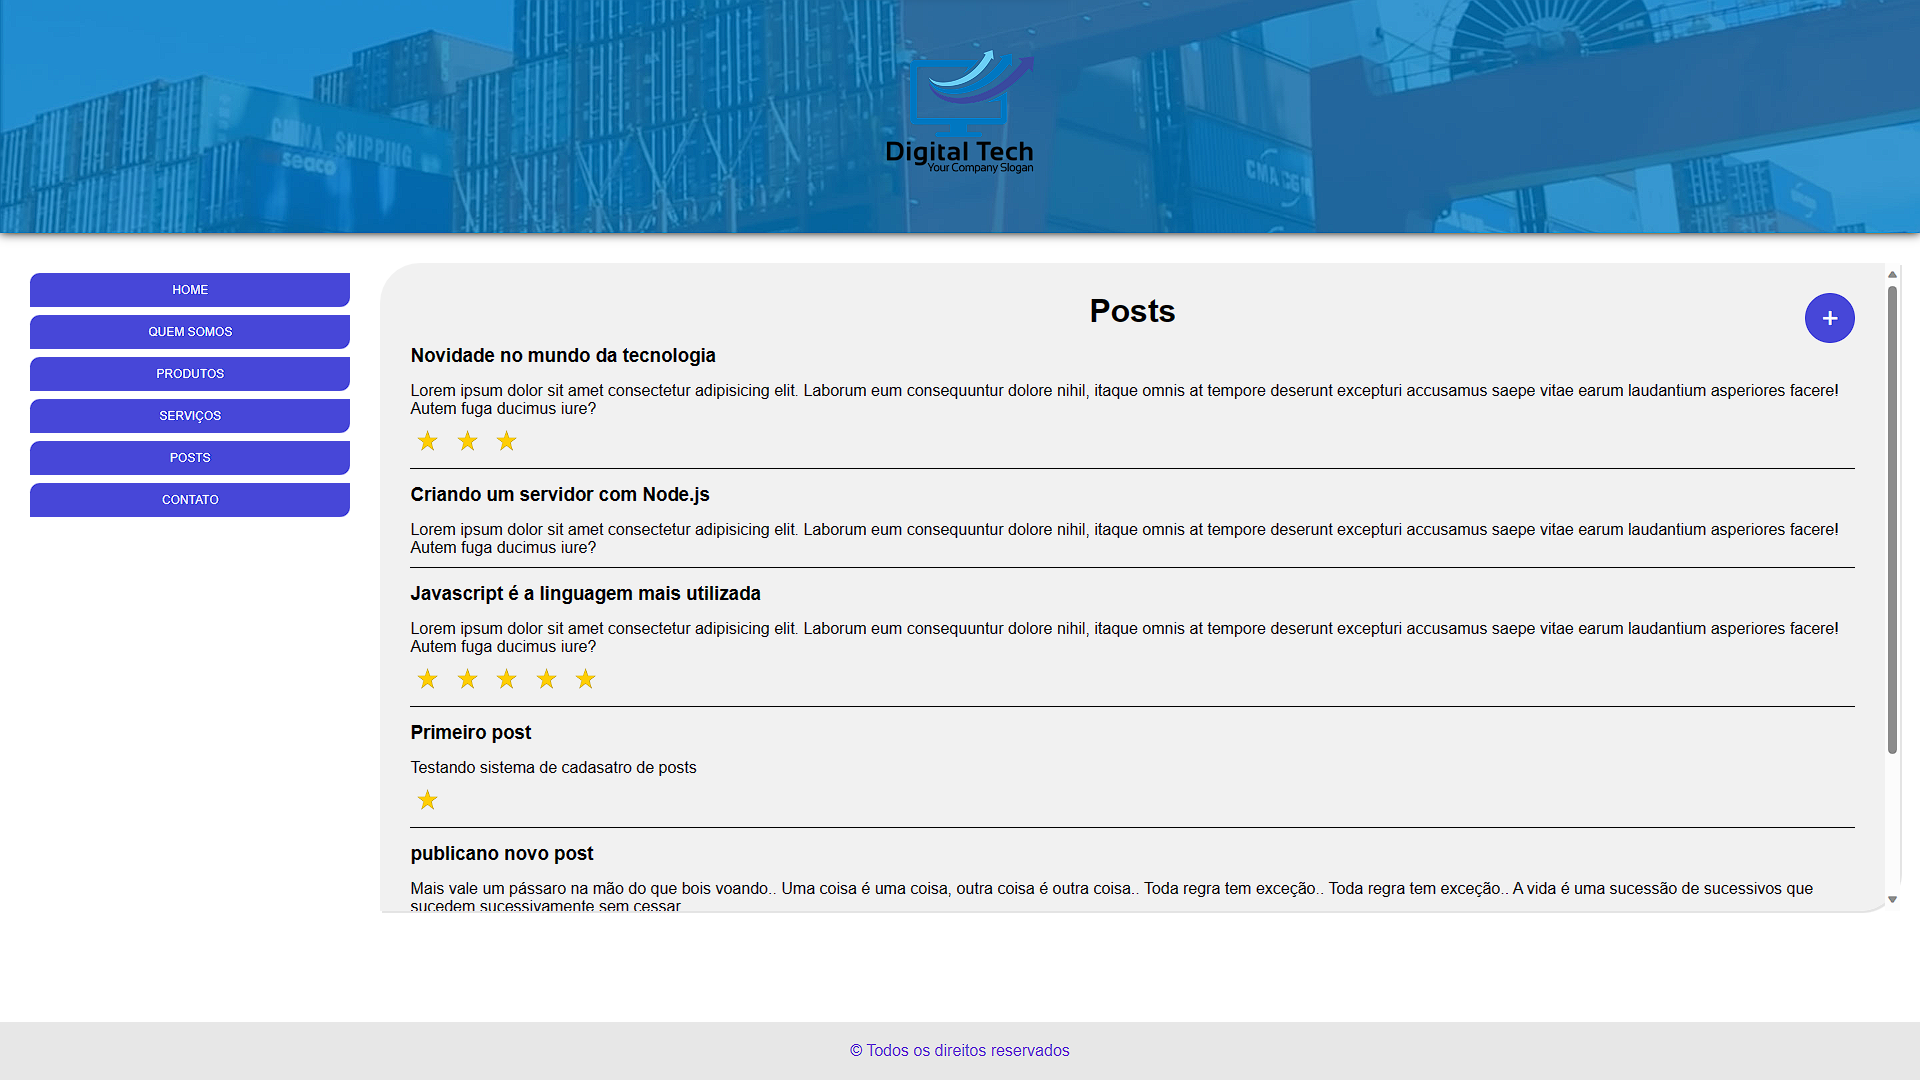 CHINA SHIPPING
seaco
CMA CGM
Digital Tech
Your Company Slogan
HOME
QUEM SOMOS
PRODUTOS
SERVIÇOS
POSTS
CONTATO
Posts
+
Novidade no mundo da tecnologia
Lorem ipsum dolor sit amet consectetur adipisicing elit. Laborum eum consequuntur dolore nihil, itaque omnis at tempore deserunt excepturi accusamus saepe vitae earum laudantium asperiores facere!
Autem fuga ducimus iure?
Criando um servidor com Node.js
Lorem ipsum dolor sit amet consectetur adipisicing elit. Laborum eum consequuntur dolore nihil, itaque omnis at tempore deserunt excepturi accusamus saepe vitae earum laudantium asperiores facere!
Autem fuga ducimus iure?
Javascript é a linguagem mais utilizada
Lorem ipsum dolor sit amet consectetur adipisicing elit. Laborum eum consequuntur dolore nihil, itaque omnis at tempore deserunt excepturi accusamus saepe vitae earum laudantium asperiores facere!
Autem fuga ducimus iure?
Primeiro post
Testando sistema de cadasatro de posts
publicano novo post
Mais vale um pássaro na mão do que bois voando.. Uma coisa é uma coisa, outra coisa é outra coisa.. Toda regra tem exceção.. Toda regra tem exceção.. A vida é uma sucessão de sucessivos que
sucedem sucessivamente sem cessar
© Todos os direitos reservados